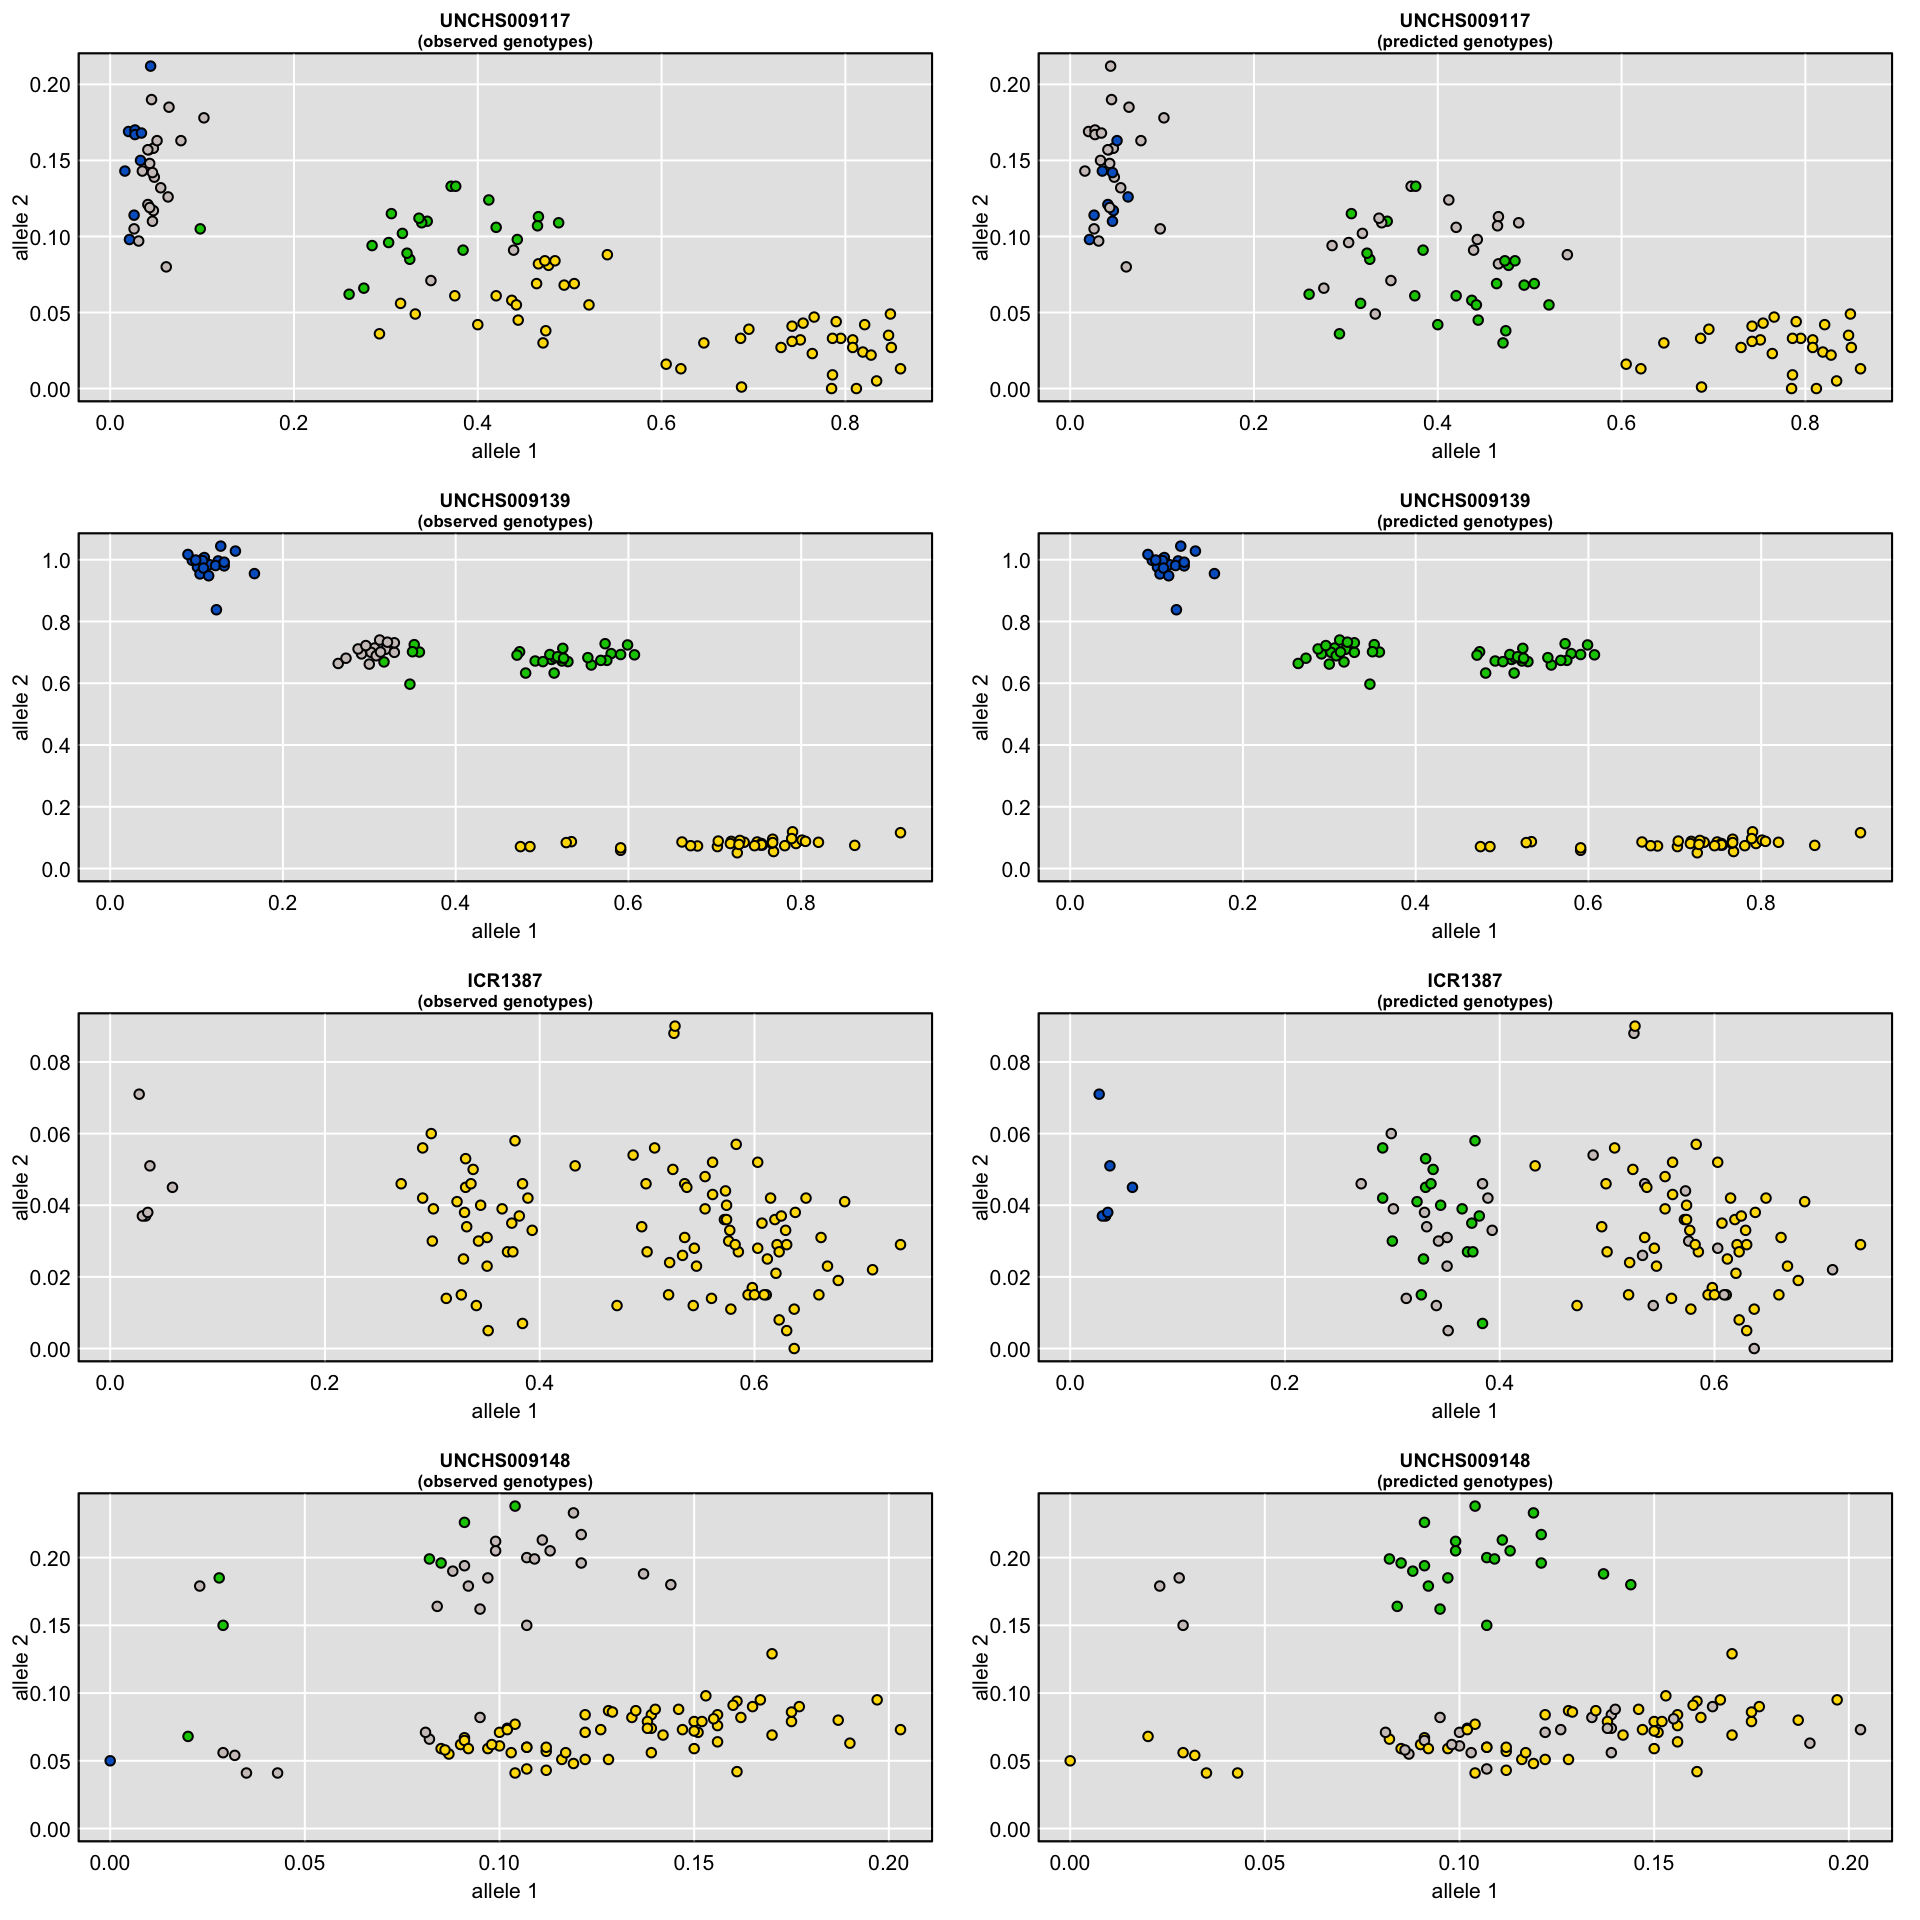 UNCHS009117
(observed genotypes)
0.20
0.15
0.10
0.05
0.00
allele 2
0.0 0.2 0.4 0.6 0.8
allele 1
UNCHS009117
(predicted genotypes)
0.20
0.15
0.10
0.05
0.00
allele 2
0.0 0.2 0.4 0.6 0.8
allele 1
UNCHS009139
(observed genotypes)
1.0
0.8
0.6
0.4
0.2
0.0
allele 2
0.0 0.2 0.4 0.6 0.8
allele 1
UNCHS009139
(predicted genotypes)
1.0
0.8
0.6
0.4
0.2
0.0
allele 2
0.0 0.2 0.4 0.6 0.8
allele 1
ICR1387
(observed genotypes)
0.08
0.06
0.04
0.02
0.00
allele 2
0.0 0.2 0.4 0.6
allele 1
ICR1387
(predicted genotypes)
0.08
0.06
0.04
0.02
0.00
allele 2
0.0 0.2 0.4 0.6
allele 1
UNCHS009148
(observed genotypes)
0.20
0.15
0.10
0.05
0.00
allele 2
0.00 0.05 0.10 0.15 0.20
allele 1
UNCHS009148
(predicted genotypes)
0.20
0.15
0.10
0.05
0.00
allele 2
0.00 0.05 0.10 0.15 0.20
allele 1